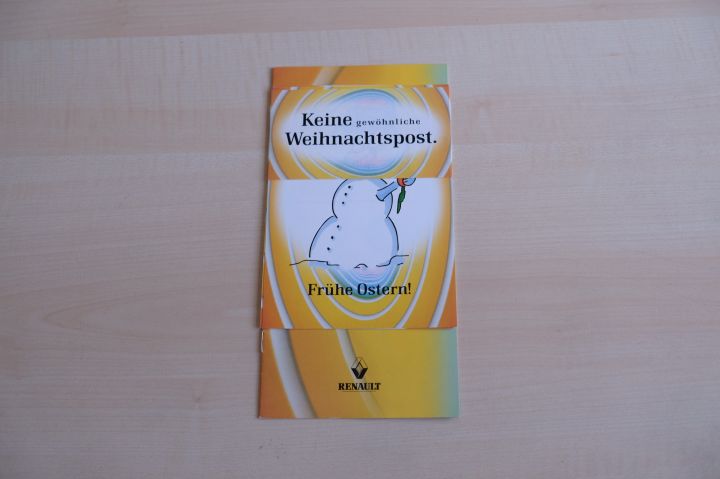 Keine gewöhnliche
Weihnachtspost.
Frühe Ostern!
RENAULT